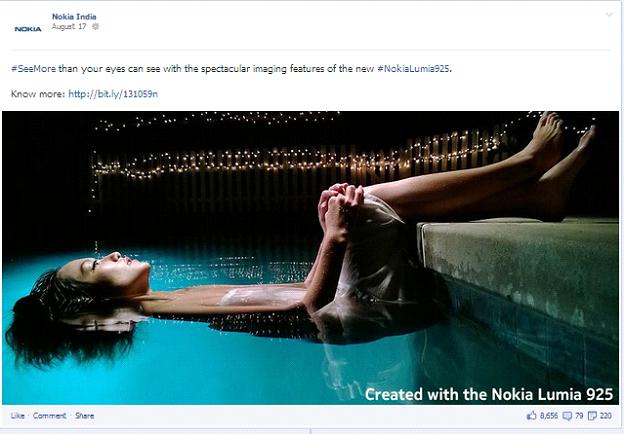 NOKIA
Nokia India
August 17
#SeeMore than your eyes can see with the spectacular imaging features of the new #NokiaLumia925.
Know more: http://bit.ly/131059n
Created with the Nokia Lumia 925
Like · Comment · Share
8,656 79 220